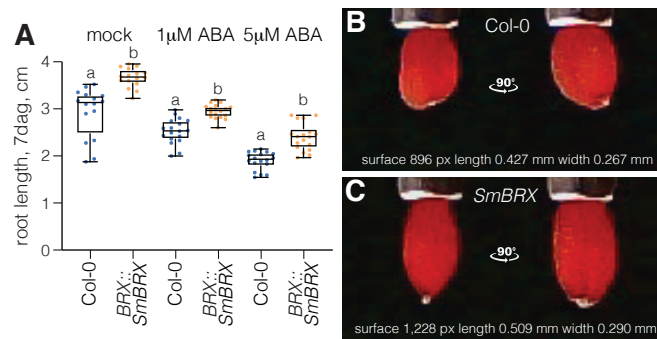 A
mock 1µM ABA 5µM ABA
root length, 7dag, cm
4
3
2
1
0
a
b
a
b
a
b
Col-0
BRX::
SmBRX
Col-0
BRX::
SmBRX
Col-0
BRX::
SmBRX
B
Col-0
90°
surface 896 px length 0.427 mm width 0.267 mm
C
SmBRX
90°
surface 1,228 px length 0.509 mm width 0.290 mm